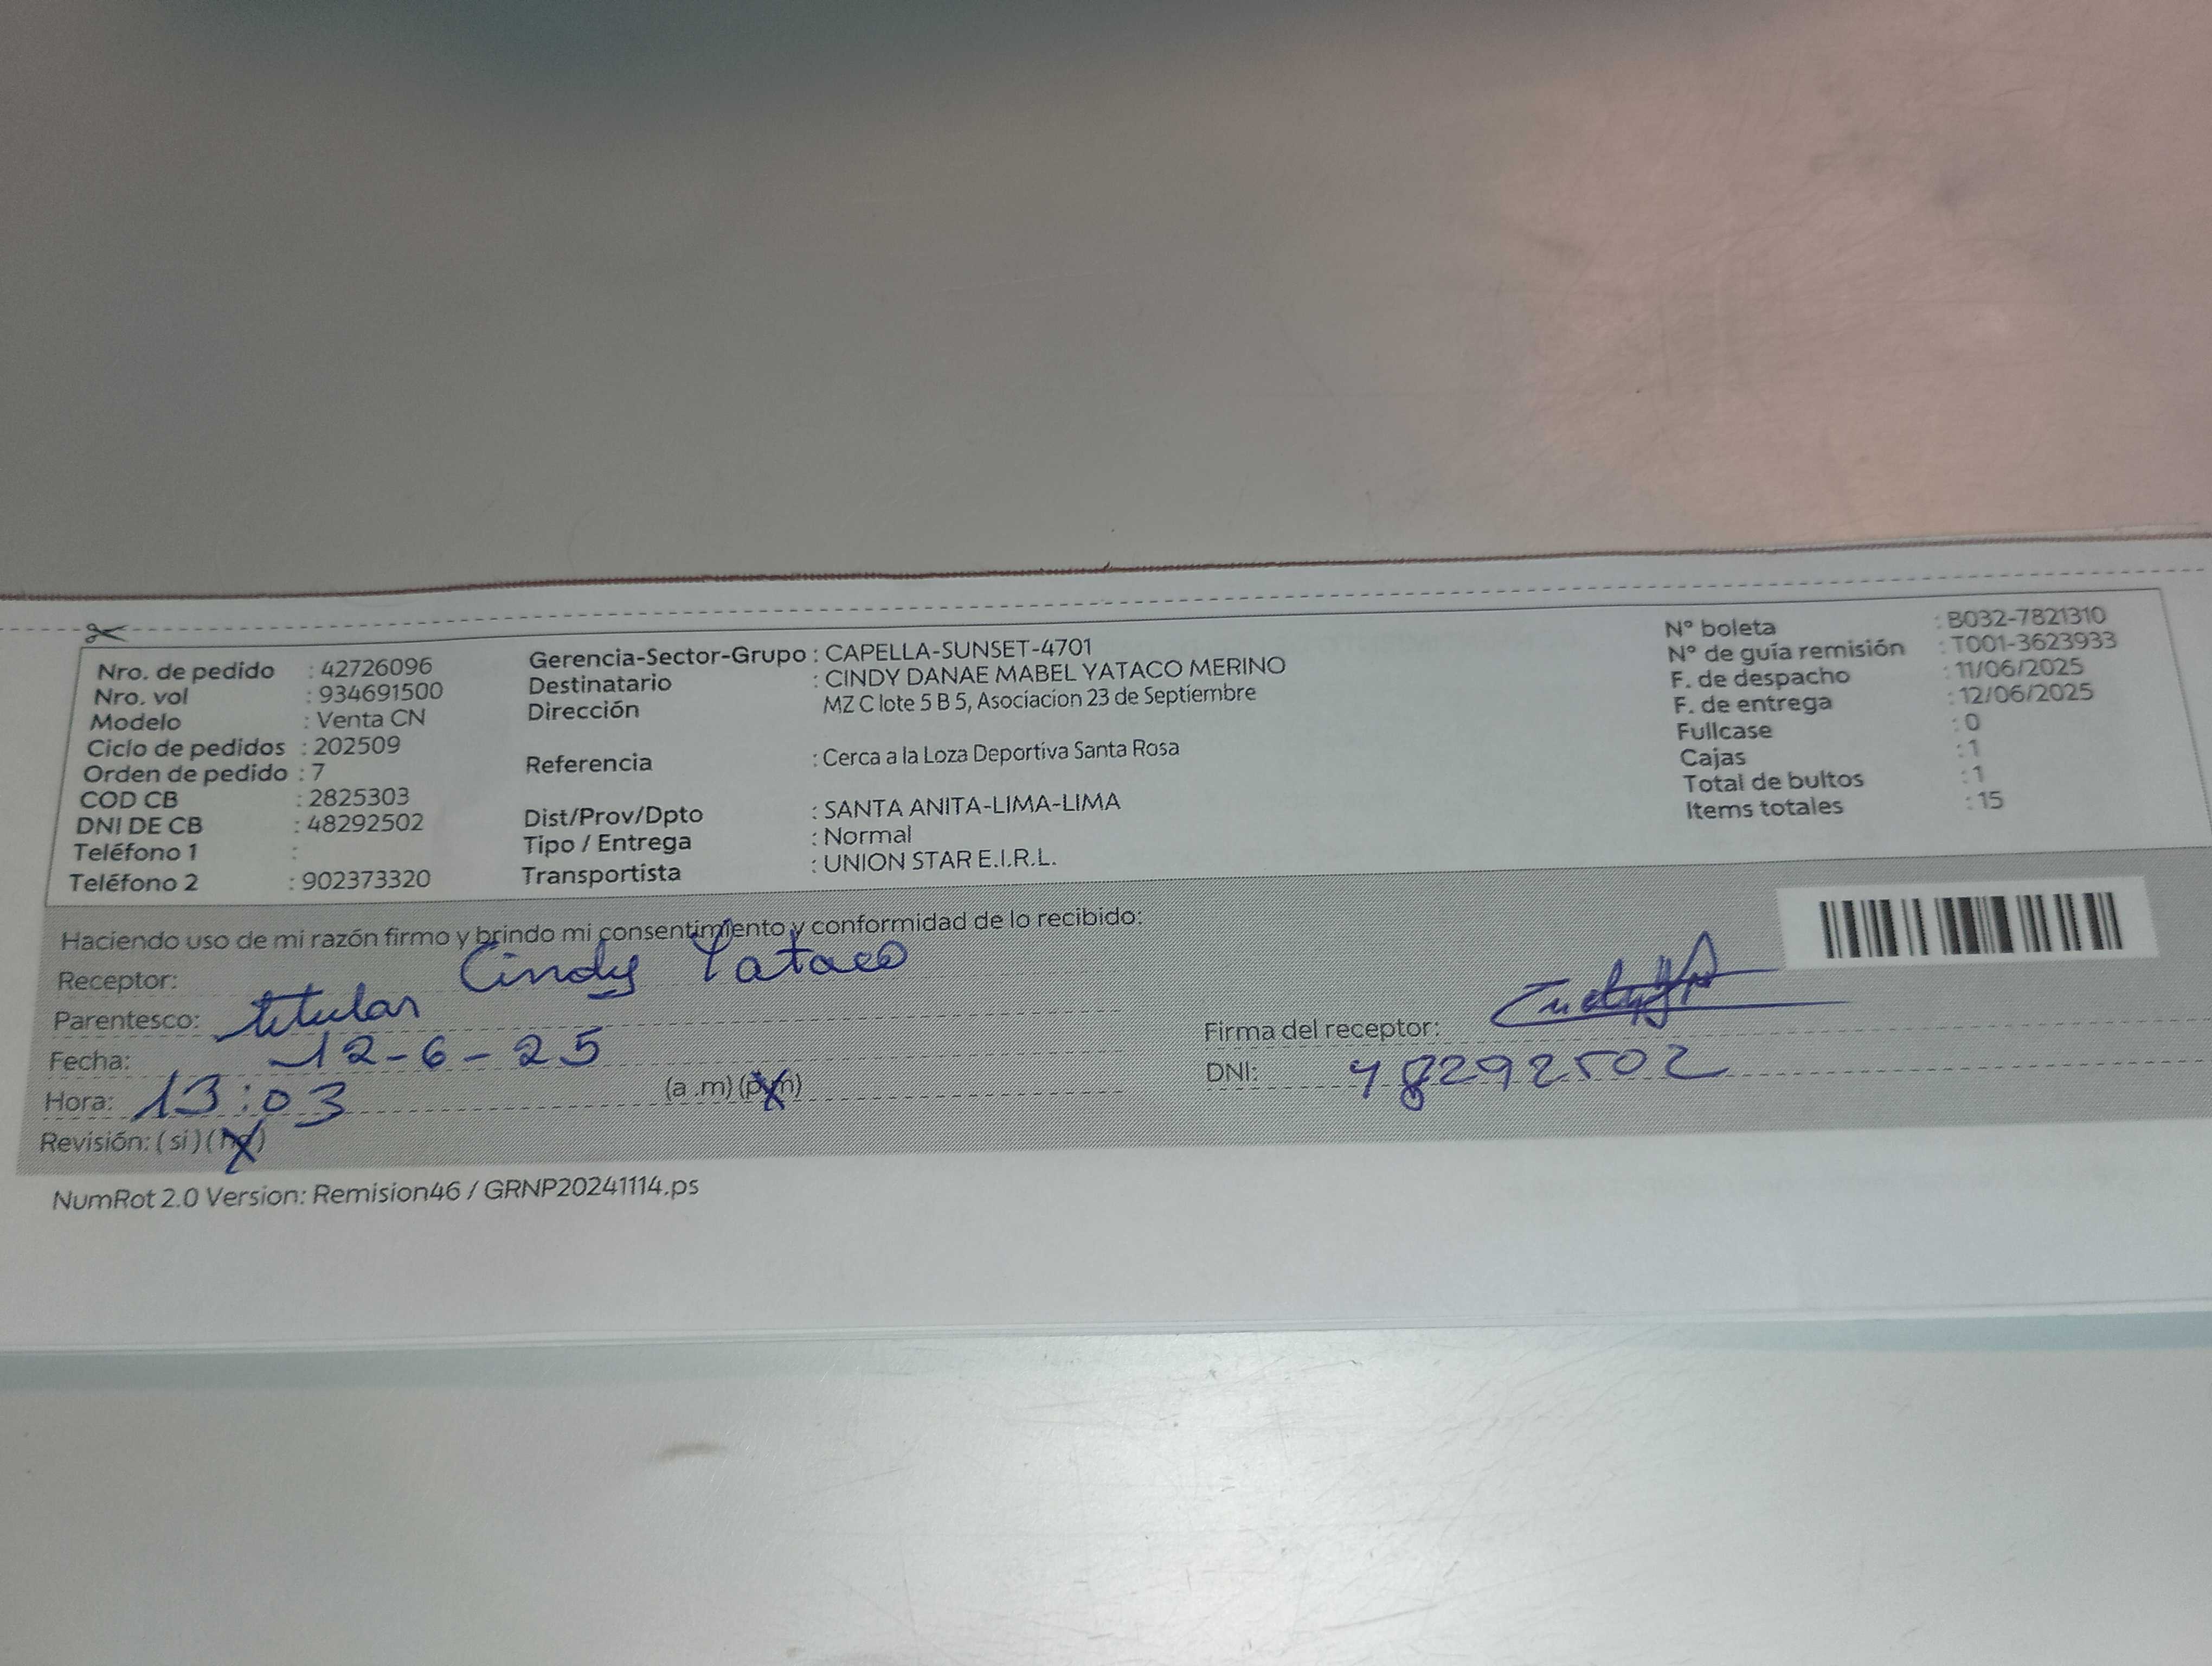 Nro. de pedido : 42726096
Nro. vol : 934691500
Modelo : Venta CN
Ciclo de pedidos : 202509
Orden de pedido : 7
COD CB : 2825303
DNI DE CB : 48292502
Teléfono 1 :
Teléfono 2 : 902373320
Gerencia-Sector-Grupo : CAPELLA-SUNSET-4701
Destinatario : CINDY DANAE MABEL YATACO MERINO
Dirección MZ C lote 5 B 5, Asociacion 23 de Septiembre
Referencia : Cerca a la Loza Deportiva Santa Rosa
Dist/Prov/Dpto : SANTA ANITA-LIMA-LIMA
Tipo / Entrega : Normal
Transportista : UNION STAR E.I.R.L.
N° boleta : B032-7821310
N° de guía remisión : T001-3623933
F. de despacho : 11/06/2025
F. de entrega : 12/06/2025
Fullcase : 0
Cajas : 1
Total de bultos : 1
Items totales : 15
Haciendo uso de mi razón firmo y brindo mi consentimiento y conformidad de lo recibido:
Receptor: Cindy Yataco
Parentesco: titular
Fecha: 12-6-25
Hora: 13:03 (a .m) (p.m)
Revisión: (si) (no)
Firma del receptor:
DNI: 48292502
NumRot 2.0 Version: Remision46 / GRNP20241114.ps